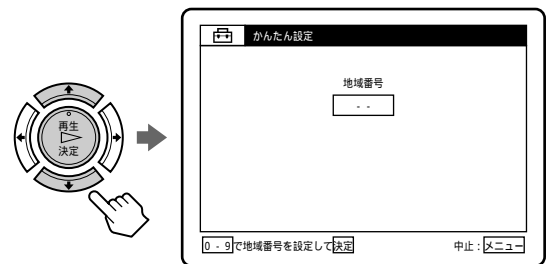 再生
決定
かんたん設定
地域番号
- -
0 - 9で地域番号を設定して決定
中止：メニュー